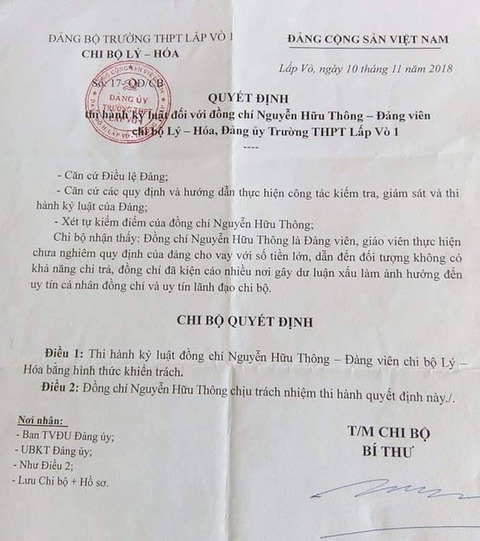 ĐẢNG BỘ TRƯỜNG THPT LẤP VÒ 1
ĐẢNG CỘNG SẢN VIỆT NAM
CHI BỘ LÝ – HÓA
Lấp Vò, ngày 10 tháng 11 năm 2018
Số: 17-QĐ/CB
ĐẢNG ỦY
TRƯỜNG THPT
LẤP VÒ 1
QUYẾT ĐỊNH
thi hành kỷ luật đối với đồng chí Nguyễn Hữu Thông – Đảng viên
chi bộ Lý – Hóa, Đảng ủy Trường THPT Lấp Vò 1
----
- Căn cứ Điều lệ Đảng;
- Căn cứ các quy định và hướng dẫn thực hiện công tác kiểm tra, giám sát và thi
hành kỷ luật của Đảng;
- Xét tự kiểm điểm của đồng chí Nguyễn Hữu Thông;
Chi bộ nhận thấy: Đồng chí Nguyễn Hữu Thông là Đảng viên, giáo viên thực hiện
chưa nghiêm quy định của đảng cho vay với số tiền lớn, dẫn đến đối tượng không có
khả năng chi trả, đồng chí đã kiện cáo nhiều nơi gây dư luận xấu làm ảnh hưởng đến
uy tín cá nhân đồng chí và uy tín lãnh đạo chi bộ.
CHI BỘ QUYẾT ĐỊNH
Điều 1: Thi hành kỷ luật đồng chí Nguyễn Hữu Thông – Đảng viên chi bộ Lý –
Hóa bằng hình thức khiển trách.
Điều 2: Đồng chí Nguyễn Hữu Thông chịu trách nhiệm thi hành quyết định này./.
Nơi nhận:
- Ban TVĐU Đảng ủy;
- UBKT Đảng ủy;
- Như Điều 2;
- Lưu Chi bộ + Hồ sơ.
T/M CHI BỘ
BÍ THƯ